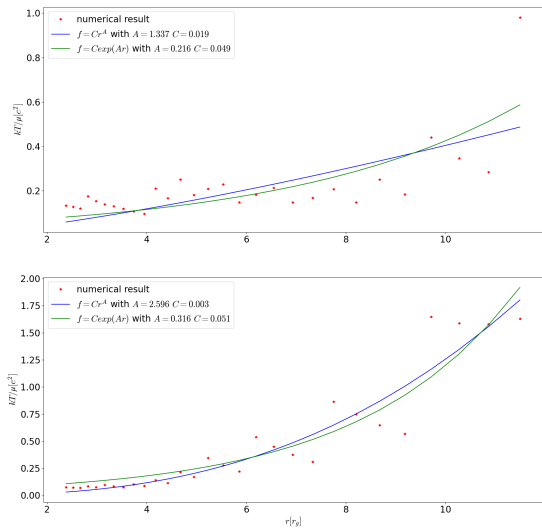 1.0
0.8
0.6
0.4
0.2
kT/μ[c²]
numerical result
f = Cr^A with A = 1.337 C = 0.019
f = Cexp(Ar) with A = 0.216 C = 0.049
2 4 6 8 10
2.00
1.75
1.50
1.25
1.00
0.75
0.50
0.25
0.00
kT/μ[c²]
numerical result
f = Cr^A with A = 2.596 C = 0.003
f = Cexp(Ar) with A = 0.316 C = 0.051
2 4 6 8 10
r[r_g]